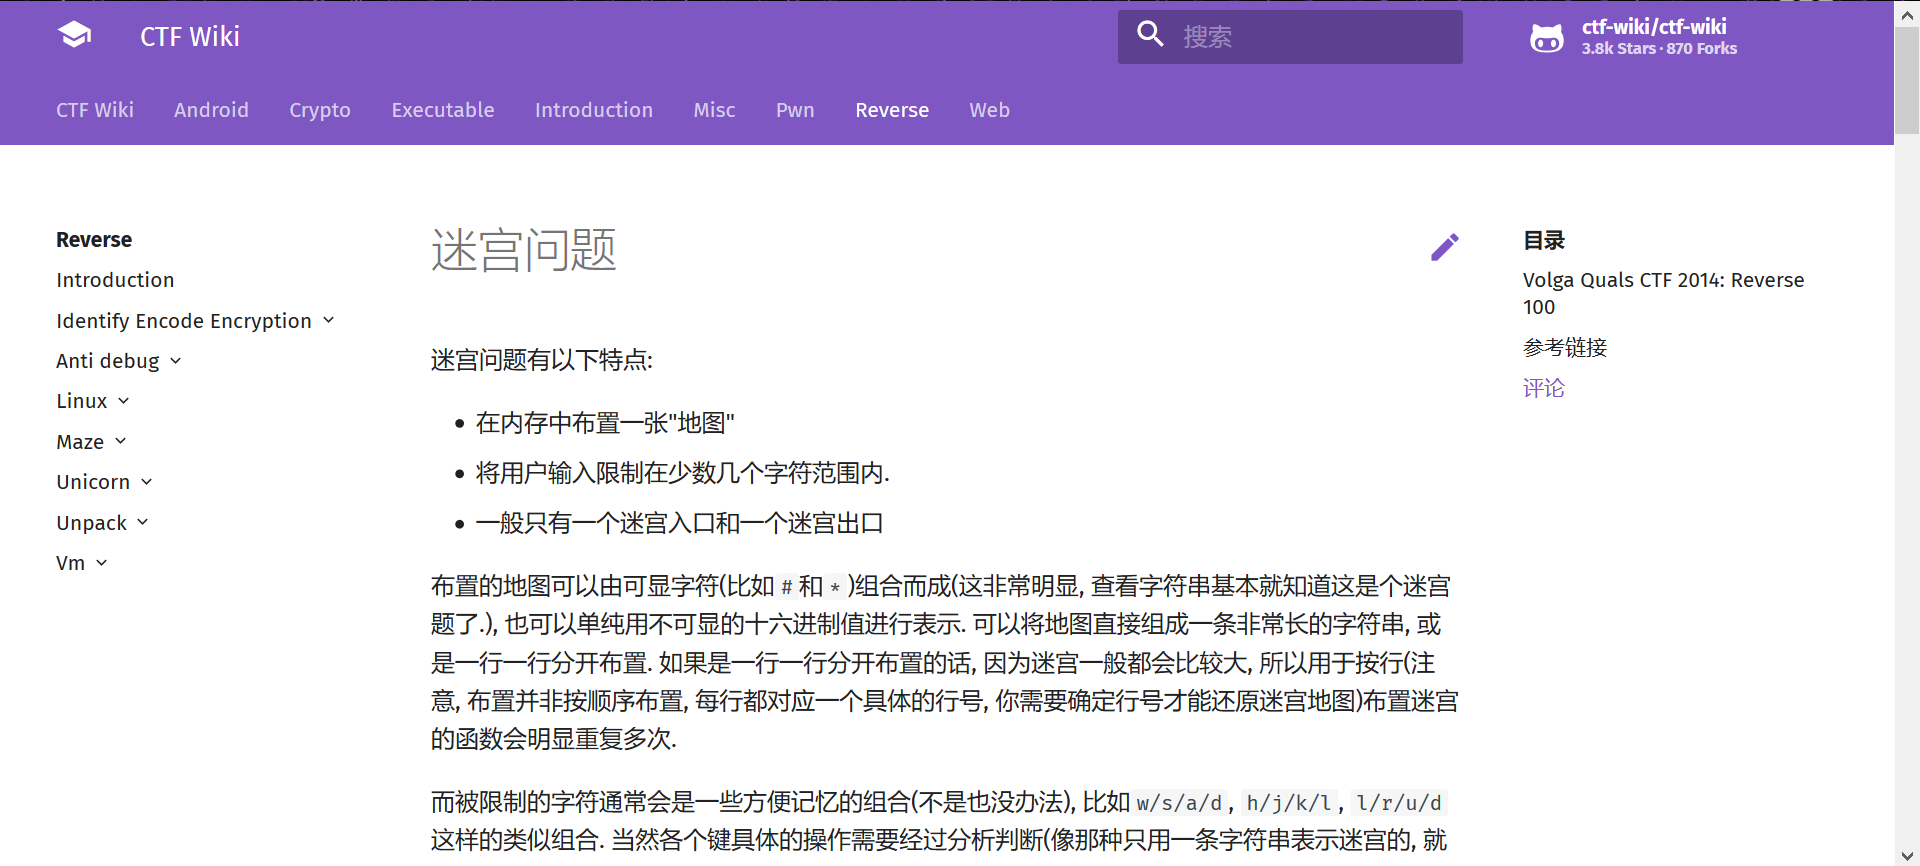 CTF Wiki
搜索
ctf-wiki/ctf-wiki
3.8k Stars · 870 Forks
CTF Wiki Android Crypto Executable Introduction Misc Pwn Reverse Web
Reverse
Introduction
Identify Encode Encryption
Anti debug
Linux
Maze
Unicorn
Unpack
Vm
迷宫问题
迷宫问题有以下特点:
在内存中布置一张"地图"
将用户输入限制在少数几个字符范围内.
一般只有一个迷宫入口和一个迷宫出口
布置的地图可以由可显字符(比如 # 和 * )组合而成(这非常明显, 查看字符串基本就知道这是个迷宫
题了.), 也可以单纯用不可显的十六进制值进行表示. 可以将地图直接组成一条非常长的字符串, 或
是一行一行分开布置. 如果是一行一行分开布置的话, 因为迷宫一般都会比较大, 所以用于按行(注
意, 布置并非按顺序布置, 每行都对应一个具体的行号, 你需要确定行号才能还原迷宫地图)布置迷宫
的函数会明显重复多次.
而被限制的字符通常会是一些方便记忆的组合(不是也没办法), 比如 w/s/a/d , h/j/k/l , l/r/u/d
这样的类似组合. 当然各个键具体的操作需要经过分析判断(像那种只用一条字符串表示迷宫的, 就
目录
Volga Quals CTF 2014: Reverse
100
参考链接
评论